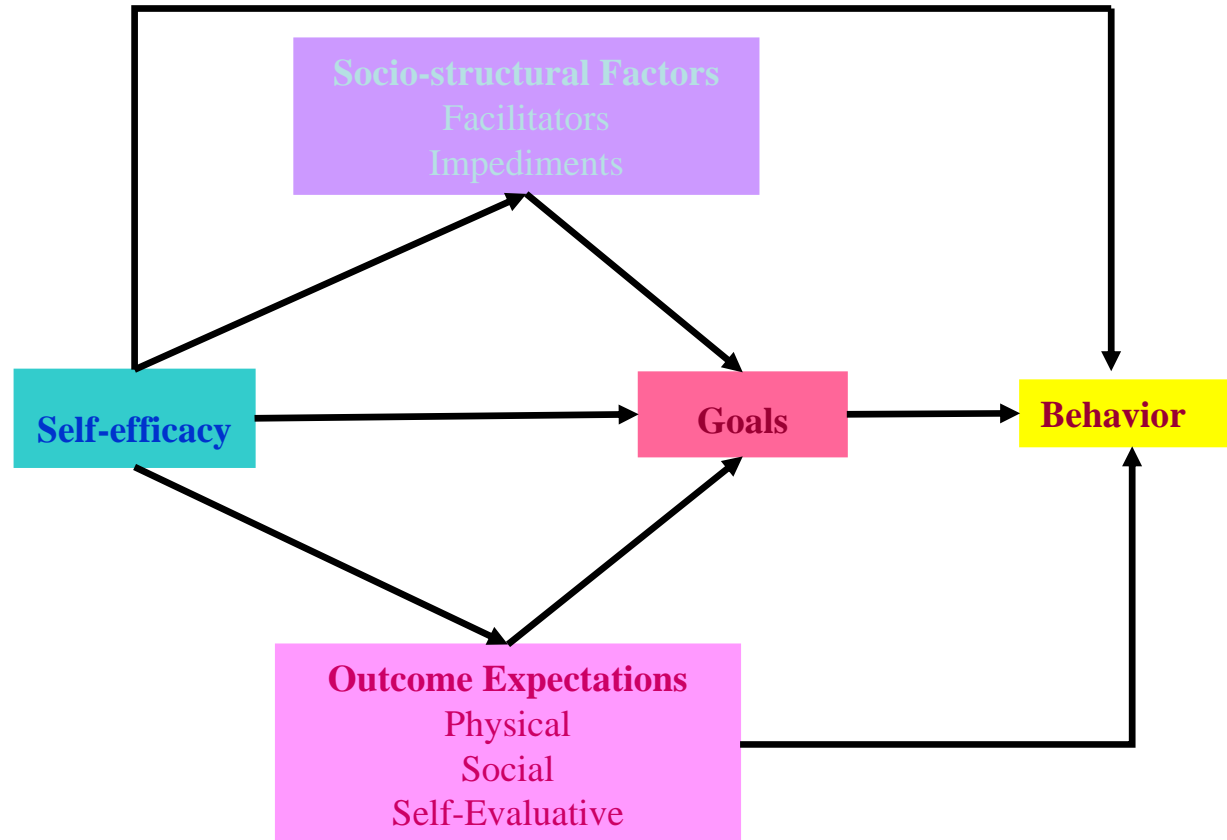 Socio-structural Factors
Facilitators
Impediments
Self-efficacy
Goals
Behavior
Outcome Expectations
Physical
Social
Self-Evaluative